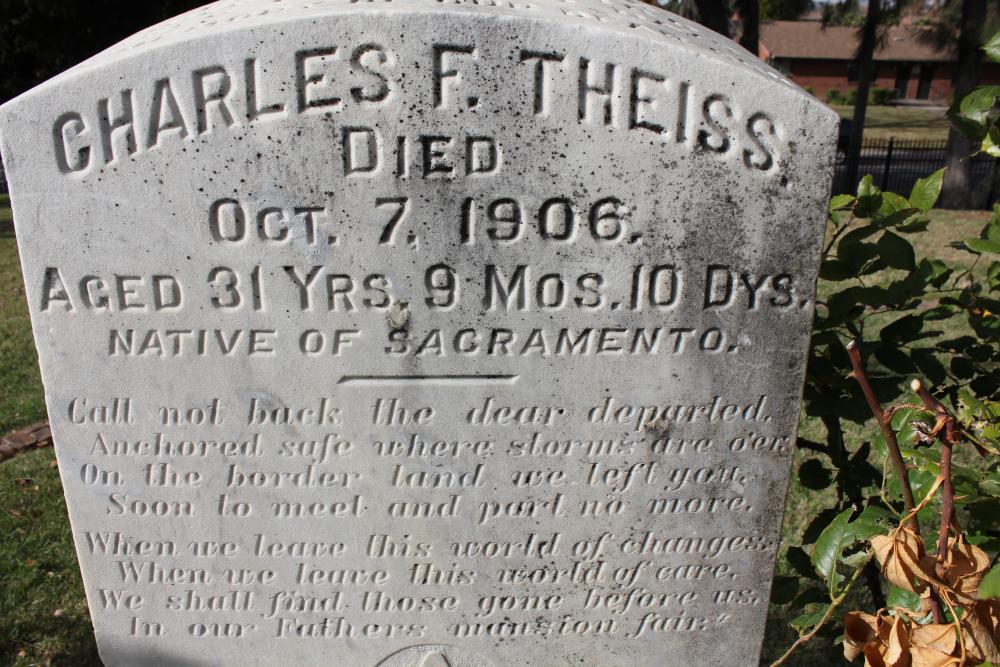 CHARLES F. THEISS.
DIED
OCT. 7, 1906.
AGED 31 YRS. 9 MOS. 10 DYS.
NATIVE OF SACRAMENTO.
Call not back the dear departed,
Anchored safe where storms are o'er,
On the border land we left you,
Soon to meet and part no more.
When we leave this world of changes,
When we leave this world of care,
We shall find those gone before us,
In our Fathers mansion fair."